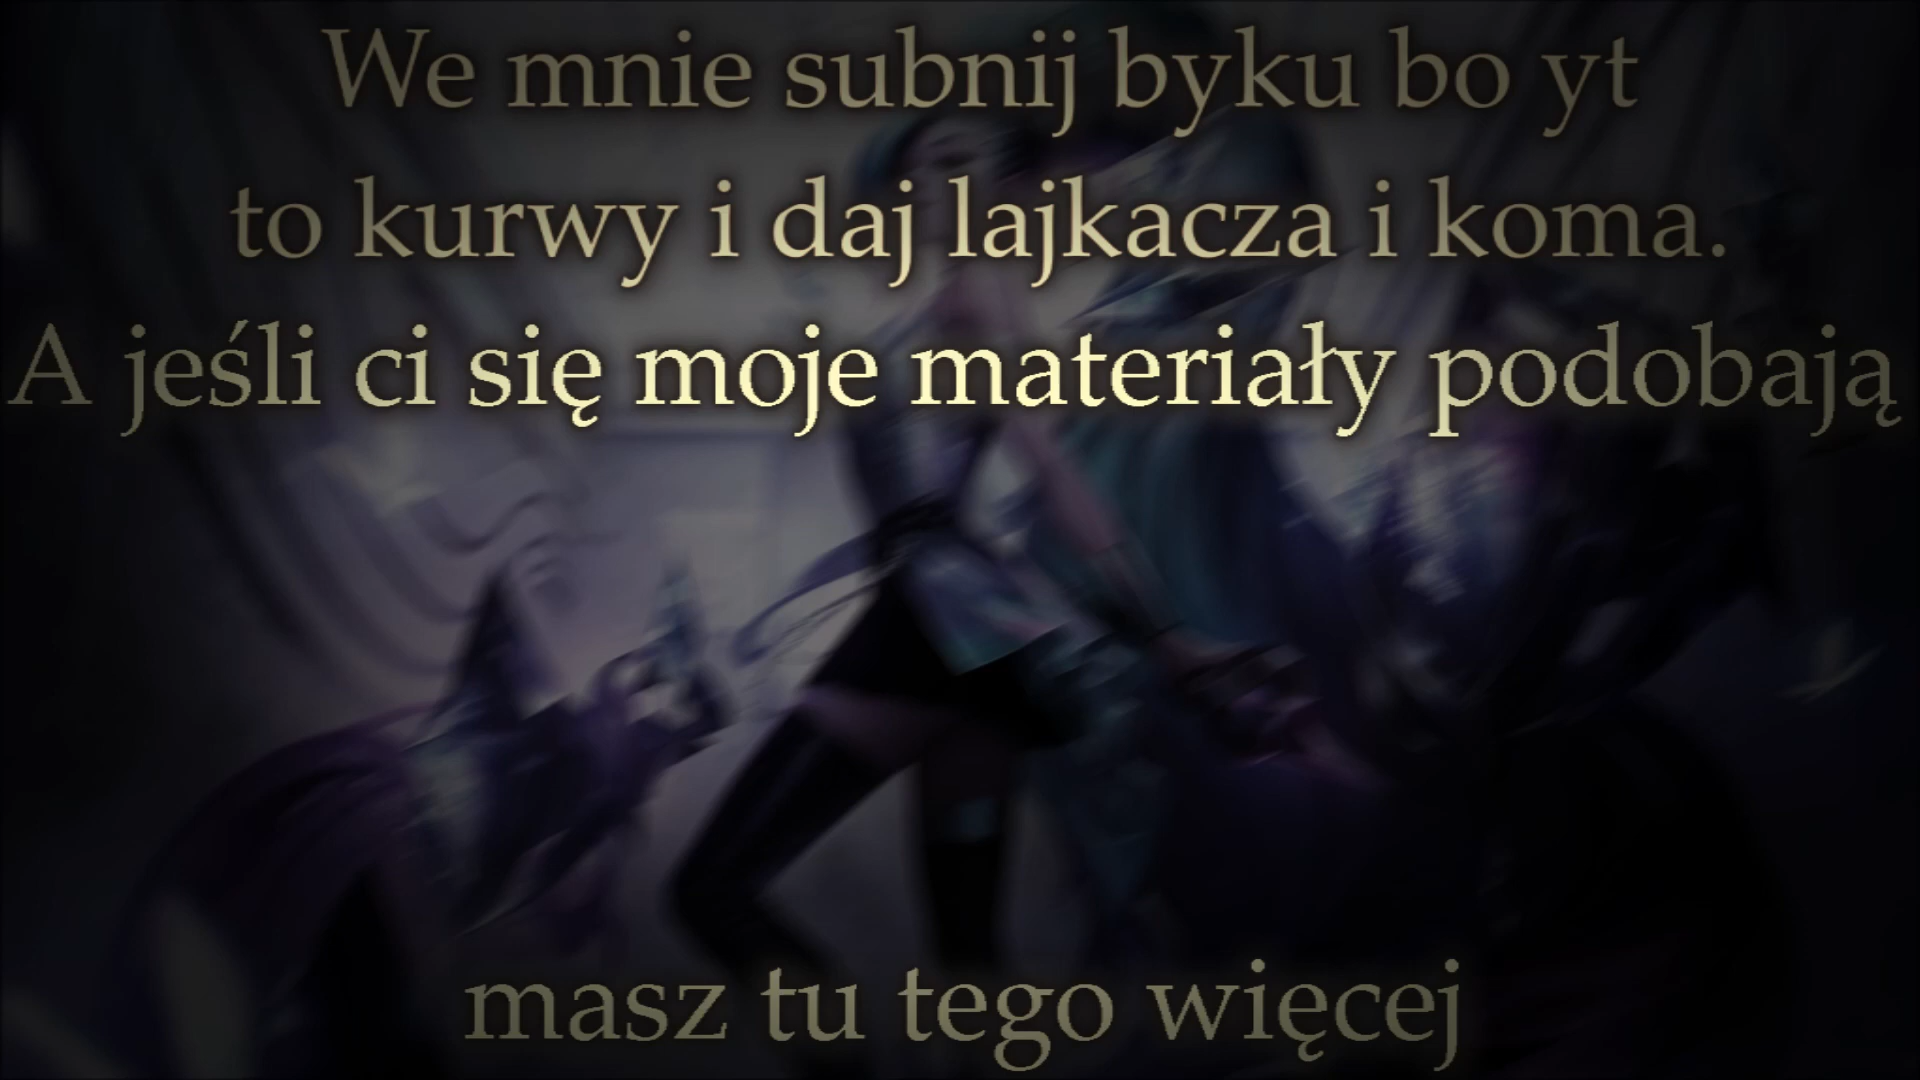 We mnie subnij byku bo yt
to kurwy i daj lajkacza i koma.
A jeśli ci się moje materiały podobają
masz tu tego więcej